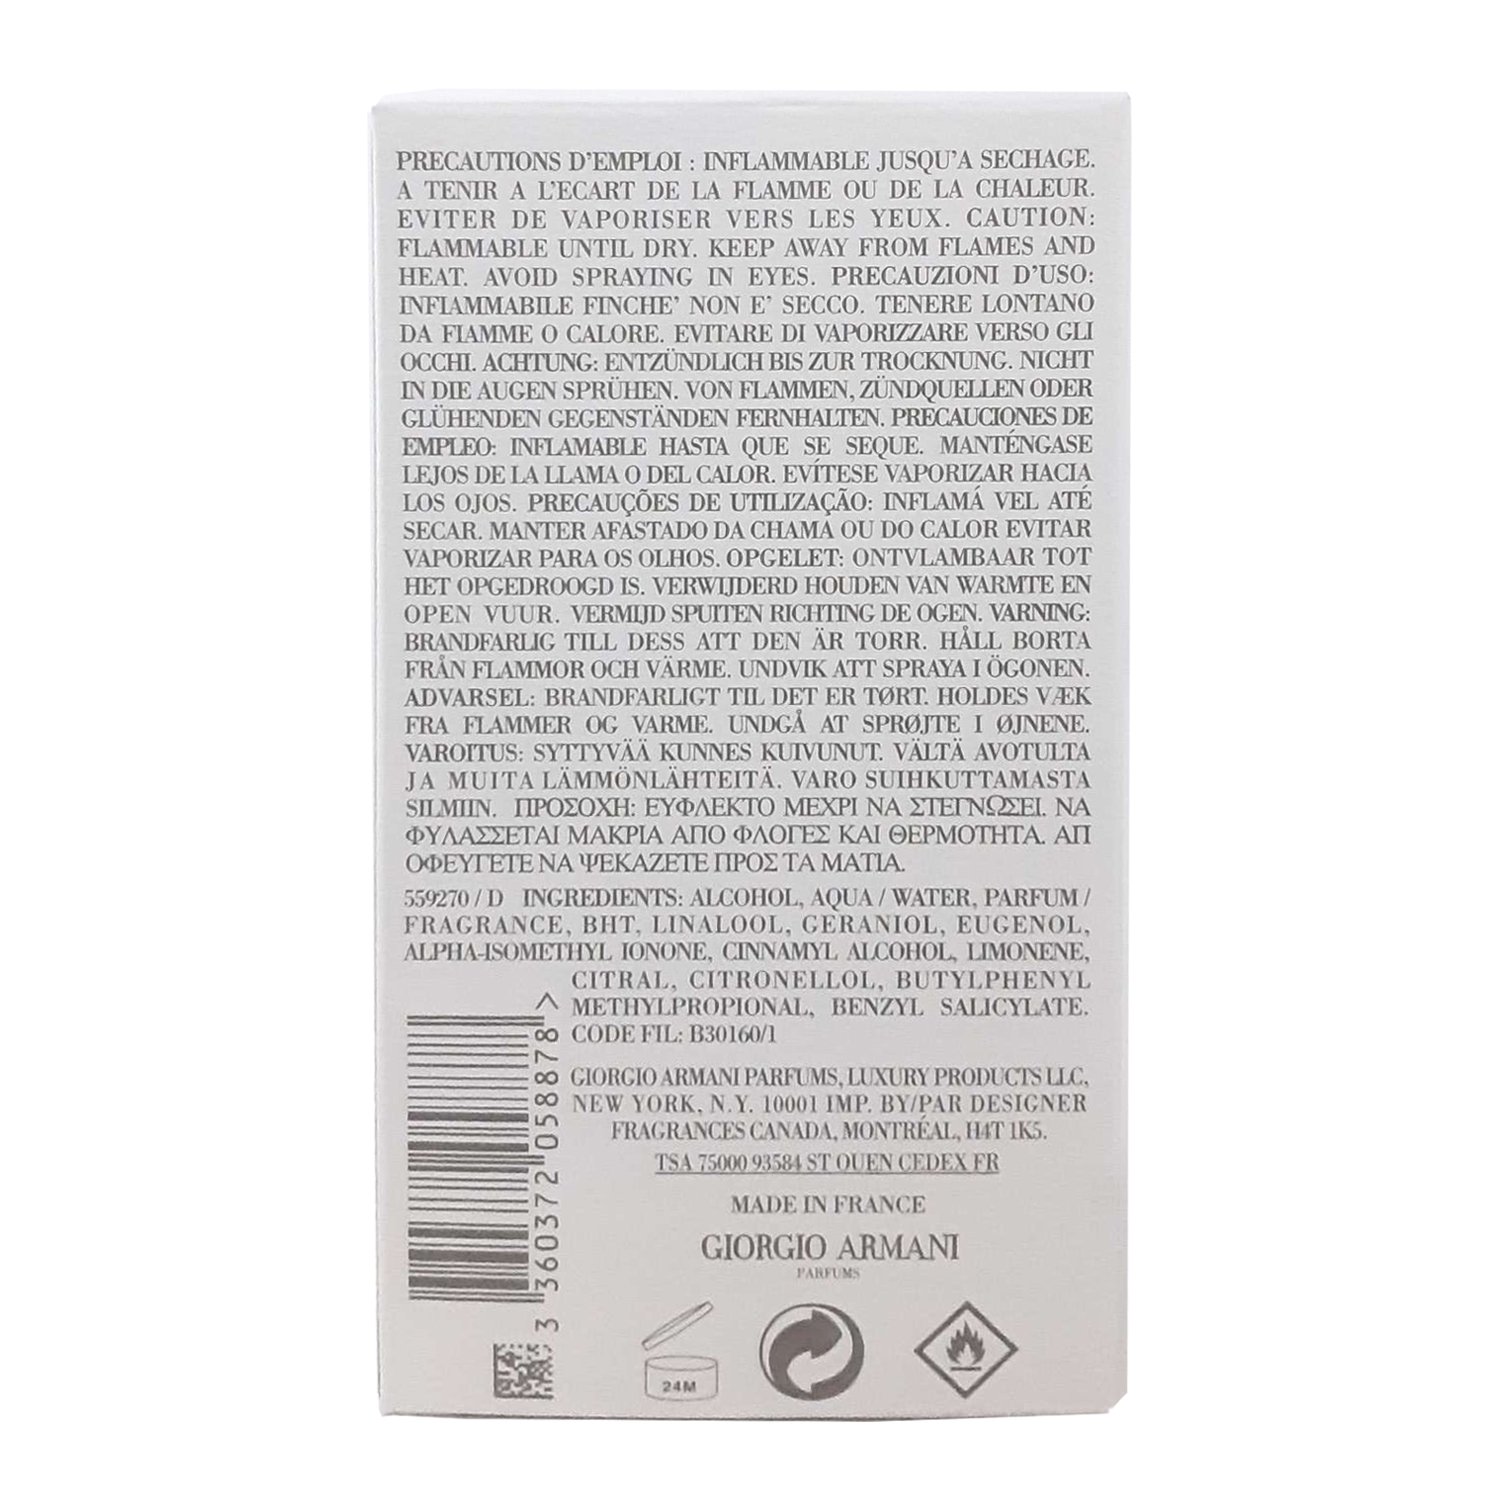 PRECAUTIONS D'EMPLOI : INFLAMMABLE JUSQU'A SECHAGE.
A TENIR A L'ECART DE LA FLAMME OU DE LA CHALEUR.
EVITER DE VAPORISER VERS LES YEUX. CAUTION:
FLAMMABLE UNTIL DRY. KEEP AWAY FROM FLAMES AND
HEAT. AVOID SPRAYING IN EYES. PRECAUZIONI D'USO:
INFIAMMABILE FINCHE' NON E' SECCO. TENERE LONTANO
DA FIAMME O CALORE. EVITARE DI VAPORIZZARE VERSO GLI
OCCHI. ACHTUNG: ENTZÜNDLICH BIS ZUR TROCKNUNG. NICHT
IN DIE AUGEN SPRÜHEN. VON FLAMMEN, ZÜNDQUELLEN ODER
GLÜHENDEN GEGENSTÄNDEN FERNHALTEN. PRECAUCIONES DE
EMPLEO: INFLAMABLE HASTA QUE SE SEQUE. MANTÉNGASE
LEJOS DE LA LLAMA O DEL CALOR. EVÍTESE VAPORIZAR HACIA
LOS OJOS. PRECAUÇÕES DE UTILIZAÇÃO: INFLAMÁ VEL ATÉ
SECAR. MANTER AFASTADO DA CHAMA OU DO CALOR EVITAR
VAPORIZAR PARA OS OLHOS. OPGELET: ONTVLAMBAAR TOT
HET OPGEDROOGD IS. VERWIJDERD HOUDEN VAN WARMTE EN
OPEN VUUR. VERMIJD SPUITEN RICHTING DE OGEN. VARNING:
BRANDFARLIG TILL DESS ATT DEN ÄR TORR. HÅLL BORTA
FRÅN FLAMMOR OCH VÄRME. UNDVIK ATT SPRAYA I ÖGONEN.
ADVARSEL: BRANDFARLIGT TIL DET ER TØRT. HOLDES VÆK
FRA FLAMMER OG VARME. UNDGÅ AT SPRØJTE I ØJNENE.
VAROITUS: SYTTYVÄÄ KUNNES KUIVUNUT. VÄLTÄ AVOTULTA
JA MUITA LÄMMÖNLÄHTEITÄ. VARO SUIHKUTTAMASTA
SILMIIN. ΠΡΟΣΟΧΗ: ΕΥΦΛΕΚΤΟ ΜΕΧΡΙ ΝΑ ΣΤΕΓΝΩΣΕΙ. ΝΑ
ΦΥΛΑΣΣΕΤΑΙ ΜΑΚΡΙΑ ΑΠΟ ΦΛΟΓΕΣ ΚΑΙ ΘΕΡΜΟΤΗΤΑ. ΑΠ
ΟΦΕΥΓΕΤΕ ΝΑ ΨΕΚΑΖΕΤΕ ΠΡΟΣ ΤΑ ΜΑΤΙΑ.
559270 / D INGREDIENTS: ALCOHOL, AQUA / WATER, PARFUM /
FRAGRANCE, BHT, LINALOOL, GERANIOL, EUGENOL,
ALPHA-ISOMETHYL IONONE, CINNAMYL ALCOHOL, LIMONENE,
CITRAL, CITRONELLOL, BUTYLPHENYL
METHYLPROPIONAL, BENZYL SALICYLATE.
CODE FIL: B30160/1
3 360372 058878 >
GIORGIO ARMANI PARFUMS, LUXURY PRODUCTS LLC,
NEW YORK, N.Y. 10001 IMP. BY/PAR DESIGNER
FRAGRANCES CANADA, MONTRÉAL, H4T 1K5.
TSA 75000 93584 ST OUEN CEDEX FR
MADE IN FRANCE
GIORGIO ARMANI
PARFUMS
24M